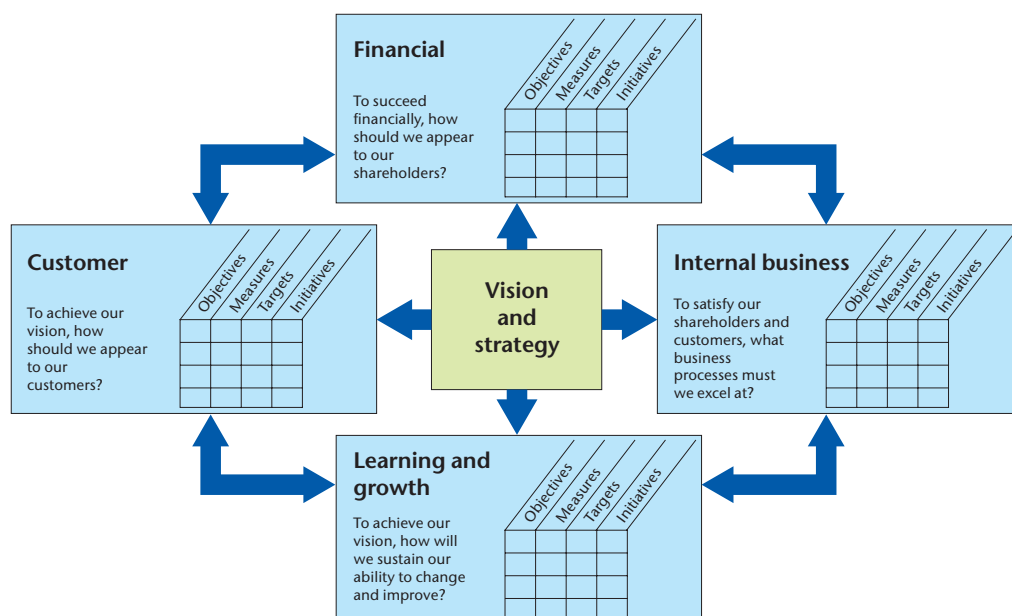 Financial
To succeed
financially, how
should we appear
to our
shareholders?
Objectives
Measures
Targets
Initiatives
Customer
To achieve our
vision, how
should we appear
to our
customers?
Objectives
Measures
Targets
Initiatives
Vision
and
strategy
Internal business
To satisfy our
shareholders and
customers, what
business
processes must
we excel at?
Objectives
Measures
Targets
Initiatives
Learning and
growth
To achieve our
vision, how will
we sustain our
ability to change
and improve?
Objectives
Measures
Targets
Initiatives